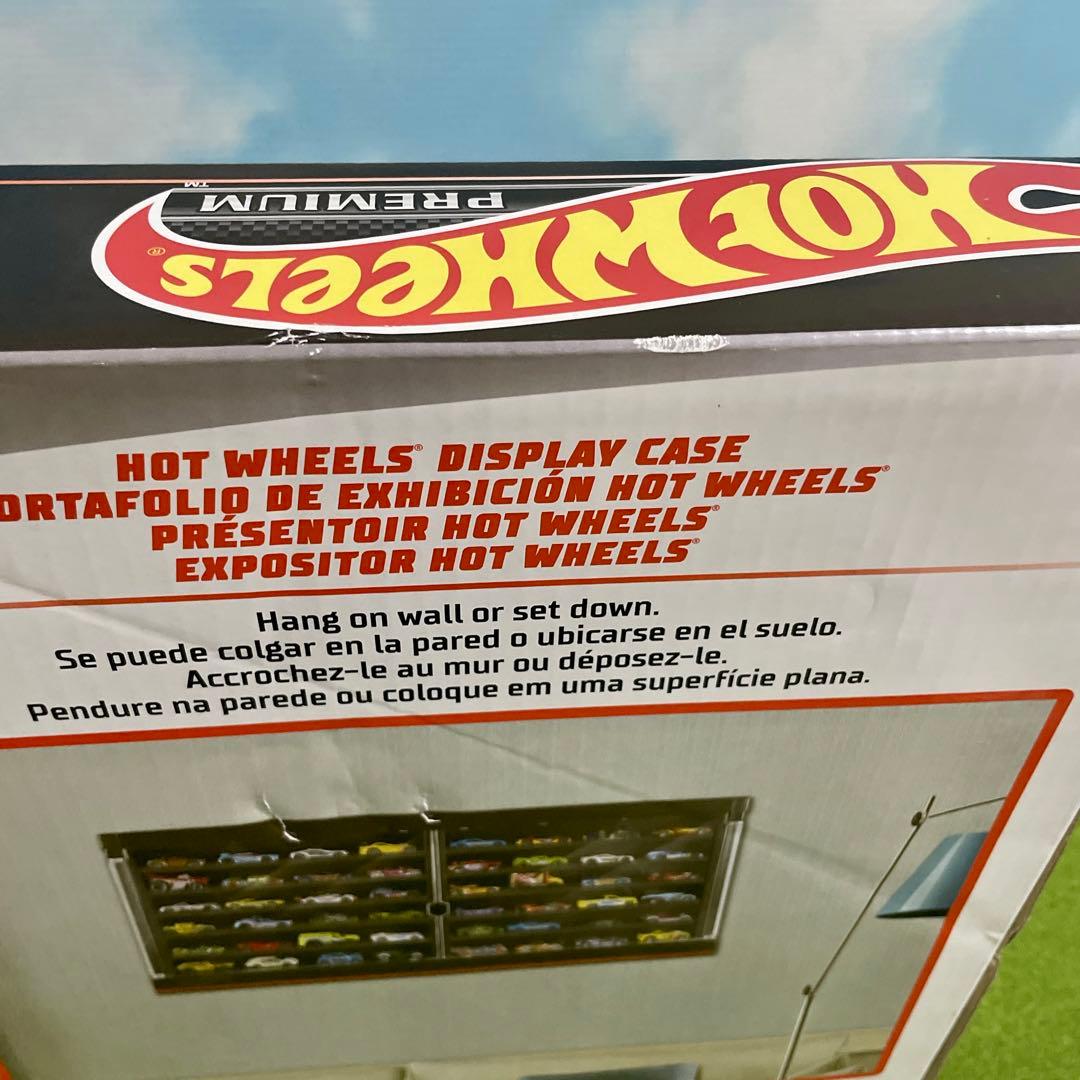 PREMIUM™
HOT WHEELS®
HOT WHEELS® DISPLAY CASE
ORTAFOLIO DE EXHIBICIÓN HOT WHEELS®
PRÉSENTOIR HOT WHEELS®
EXPOSITOR HOT WHEELS®
Hang on wall or set down.
Se puede colgar en la pared o ubicarse en el suelo.
Accrochez-le au mur ou déposez-le.
Pendure na parede ou coloque em uma superfície plana.